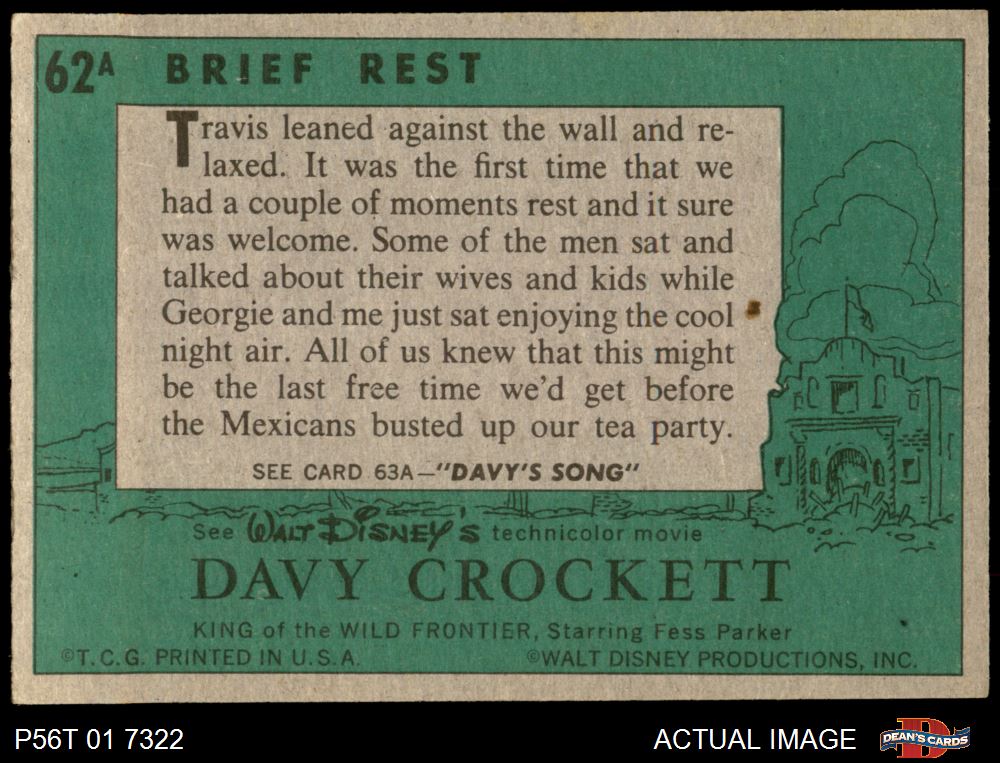 62A BRIEF REST
Travis leaned against the wall and re-
laxed. It was the first time that we
had a couple of moments rest and it sure
was welcome. Some of the men sat and
talked about their wives and kids while
Georgie and me just sat enjoying the cool
night air. All of us knew that this might
be the last free time we'd get before
the Mexicans busted up our tea party.
SEE CARD 63A—"DAVY'S SONG"
See WALT DISNEY'S technicolor movie
DAVY CROCKETT
KING of the WILD FRONTIER, Starring Fess Parker
©T.C.G. PRINTED IN U.S.A. ©WALT DISNEY PRODUCTIONS, INC.
P56T 01 7322 ACTUAL IMAGE D DEAN'S CARDS